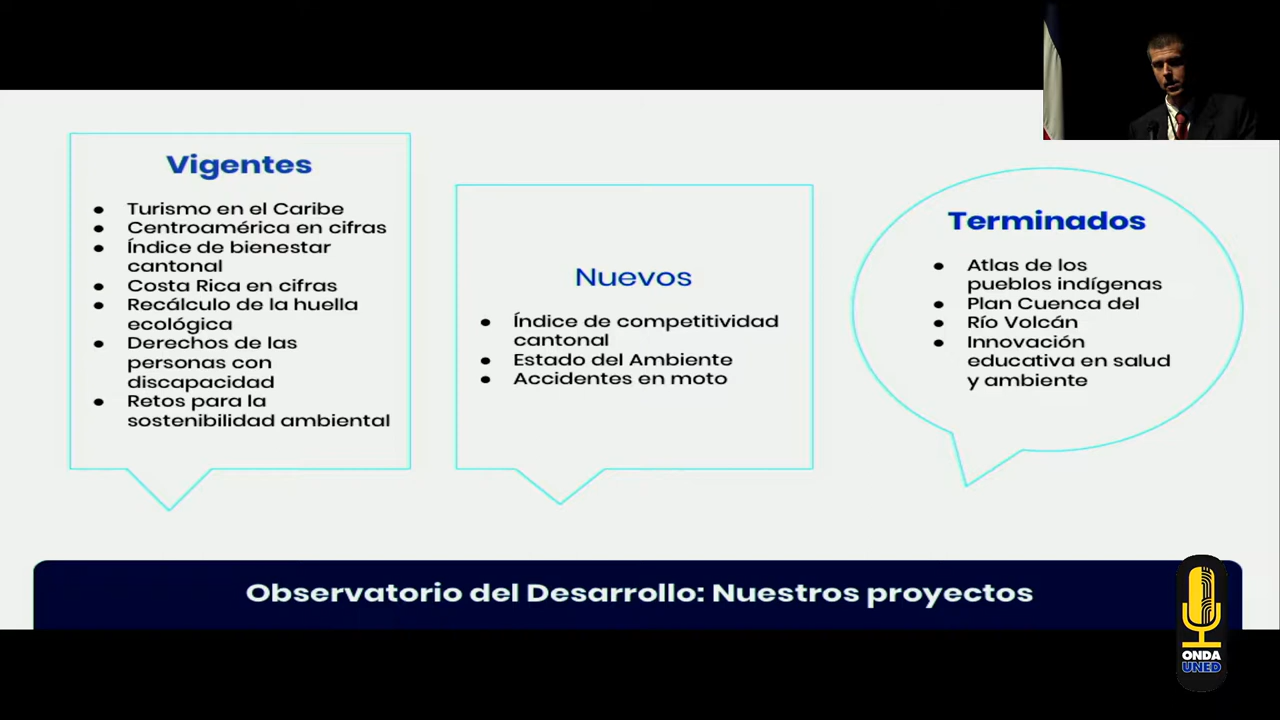 Vigentes
● Turismo en el Caribe
● Centroamérica en cifras
● Índice de bienestar
cantonal
● Costa Rica en cifras
● Recálculo de la huella
ecológica
● Derechos de las
personas con
discapacidad
● Retos para la
sostenibilidad ambiental
Nuevos
● Índice de competitividad
cantonal
● Estado del Ambiente
● Accidentes en moto
Terminados
● Atlas de los
pueblos indígenas
● Plan Cuenca del
● Río Volcán
● Innovación
educativa en salud
y ambiente
Observatorio del Desarrollo: Nuestros proyectos
ONDA
UNED